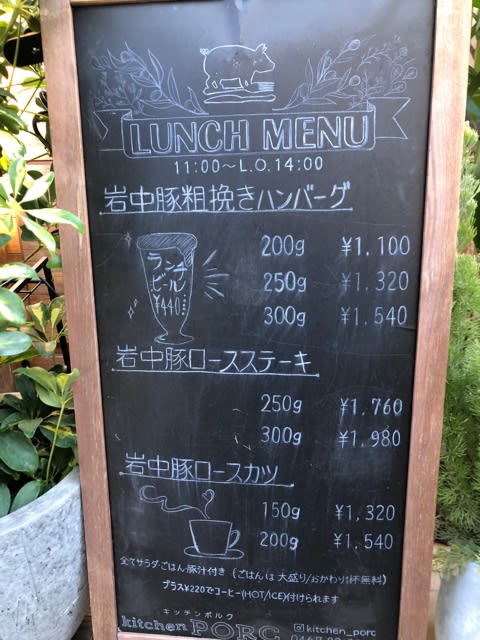 LUNCH MENU
11:00〜L.O.14:00
岩中豚粗挽きハンバーグ
200g ¥1,100
250g ¥1,320
300g ¥1,540
ランチ
ビール
¥440
岩中豚ロースステーキ
250g ¥1,760
300g ¥1,980
岩中豚ロースカツ
150g ¥1,320
200g ¥1,540
全てサラダ・ごはん・豚汁付き (ごはんは 大盛り/おかわり1杯無料)
プラス¥220でコーヒー(HOT/ICE)付けられます
キッチンポルク
kitchen PORC
kitchen_porc